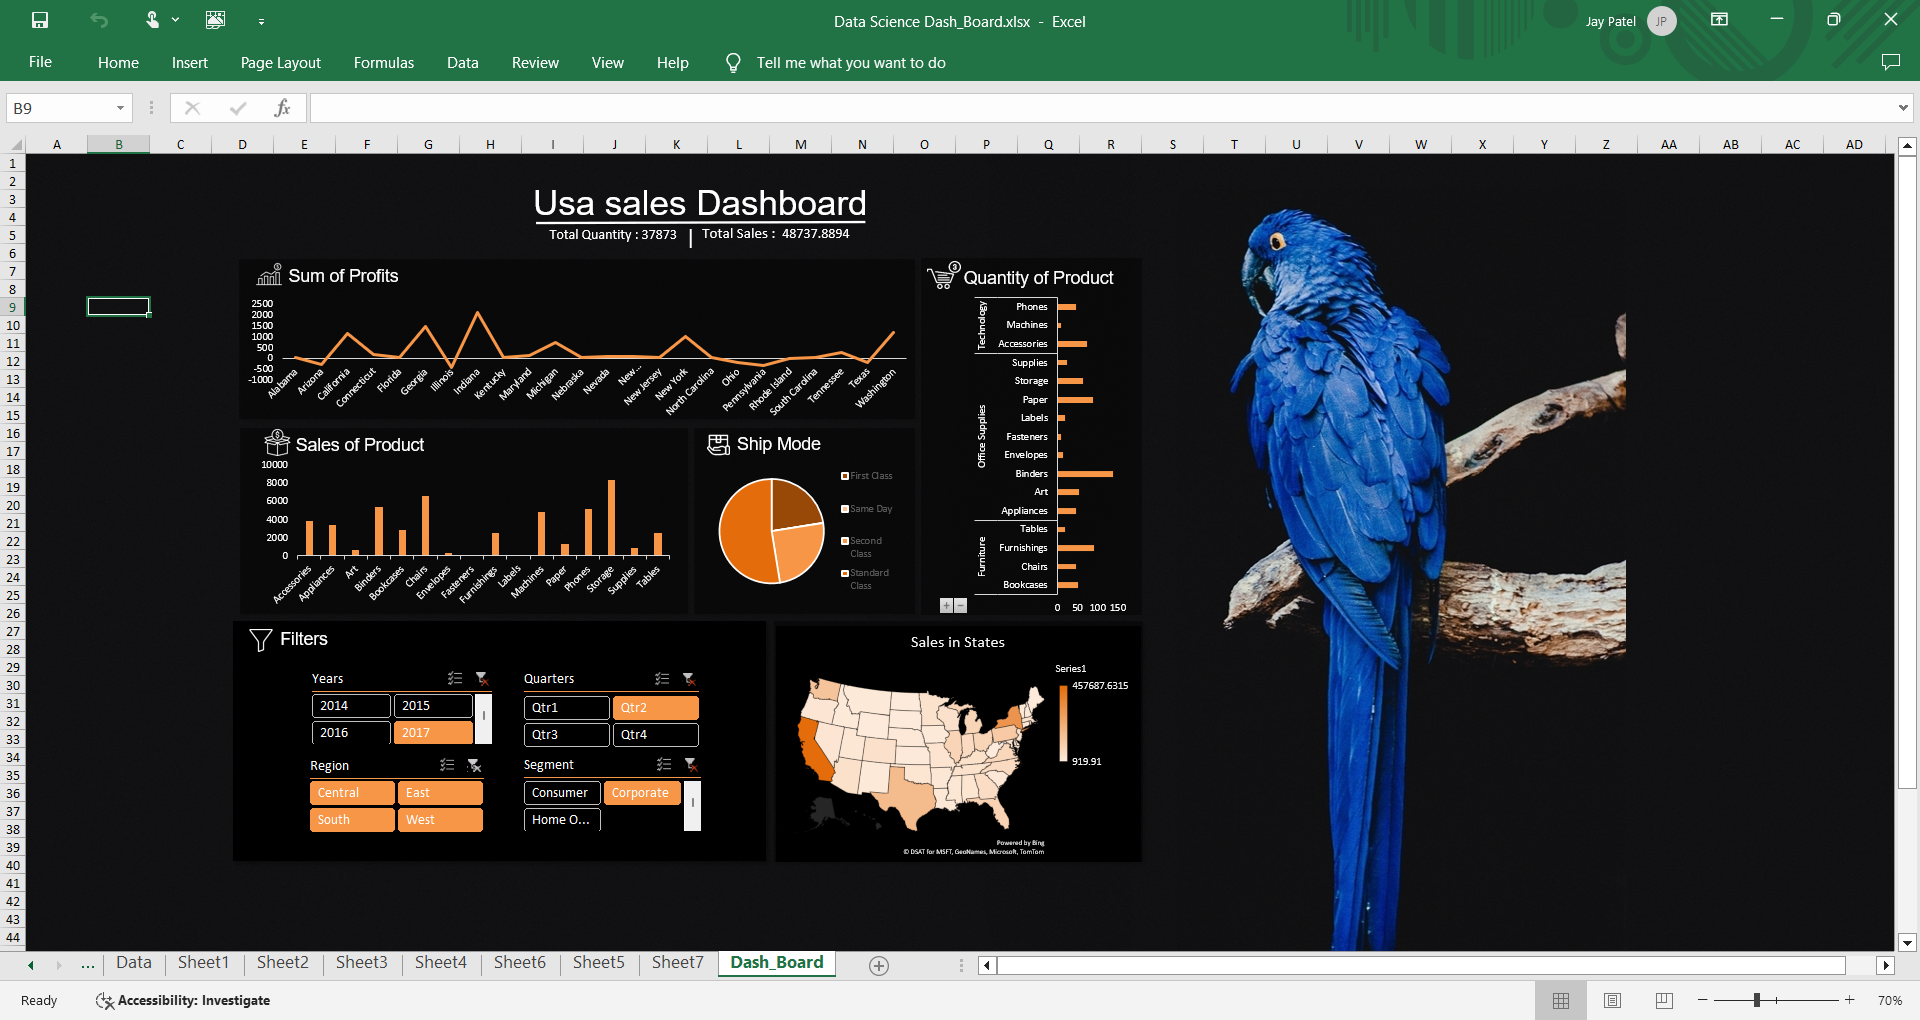 Data Science Dash_Board.xlsx - Excel
Jay Patel
JP
File Home Insert Page Layout Formulas Data Review View Help Tell me what you want to do
B9
fx
A B C D E F G H I J K L M N O P Q R S T U V W X Y Z AA AB AC AD
1
2
3
4
5
6
7
8
9
10
11
12
13
14
15
16
17
18
19
20
21
22
23
24
25
26
27
28
29
30
31
32
33
34
35
36
37
38
39
40
41
42
43
44
Usa sales Dashboard
Total Quantity : 37873 | Total Sales : 48737.8894
Sum of Profits
2500
2000
1500
1000
500
0
-500
-1000
Alabama Arizona California Connecticut Florida Georgia Illinois Indiana Kentucky Maryland Michigan Nebraska Nevada New... New Jersey New York North Carolina Ohio Pennsylvania Rhode Island South Carolina Tennessee Texas Washington
Quantity of Product
Technology
Phones
Machines
Accessories
Office Supplies
Supplies
Storage
Paper
Labels
Fasteners
Envelopes
Binders
Art
Appliances
Furniture
Tables
Furnishings
Chairs
Bookcases
0 50 100 150
+ −
Sales of Product
10000
8000
6000
4000
2000
0
Accessories Appliances Art Binders Bookcases Chairs Envelopes Fasteners Furnishings Labels Machines Paper Phones Storage Supplies Tables
Ship Mode
First Class
Same Day
Second
Class
Standard
Class
Filters
Years
2014 2015
2016 2017
Quarters
Qtr1 Qtr2
Qtr3 Qtr4
Region
Central East
South West
Segment
Consumer Corporate
Home O...
Sales in States
Series1
457687.6315
919.91
Powered by Bing
© DSAT for MSFT, GeoNames, Microsoft, TomTom
... Data Sheet1 Sheet2 Sheet3 Sheet4 Sheet6 Sheet5 Sheet7 Dash_Board
Ready Accessibility: Investigate
70%